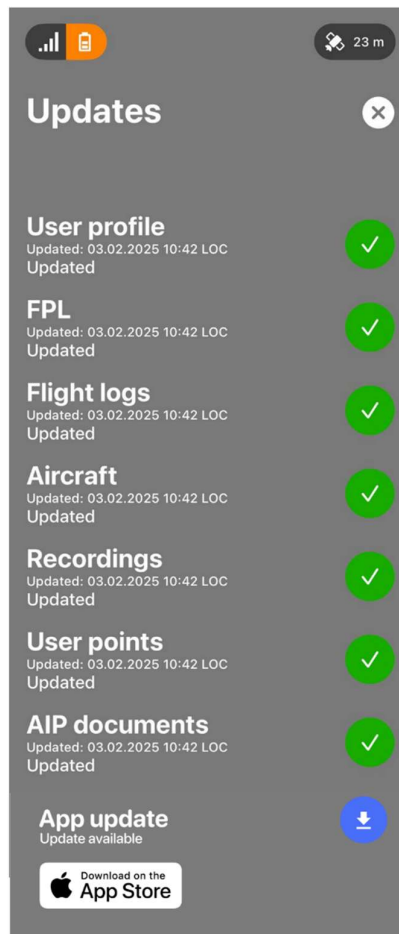 23 m
Updates
User profile
Updated: 03.02.2025 10:42 LOC
Updated
FPL
Updated: 03.02.2025 10:42 LOC
Updated
Flight logs
Updated: 03.02.2025 10:42 LOC
Updated
Aircraft
Updated: 03.02.2025 10:42 LOC
Updated
Recordings
Updated: 03.02.2025 10:42 LOC
Updated
User points
Updated: 03.02.2025 10:42 LOC
Updated
AIP documents
Updated: 03.02.2025 10:42 LOC
Updated
App update
Update available
Download on the
App Store